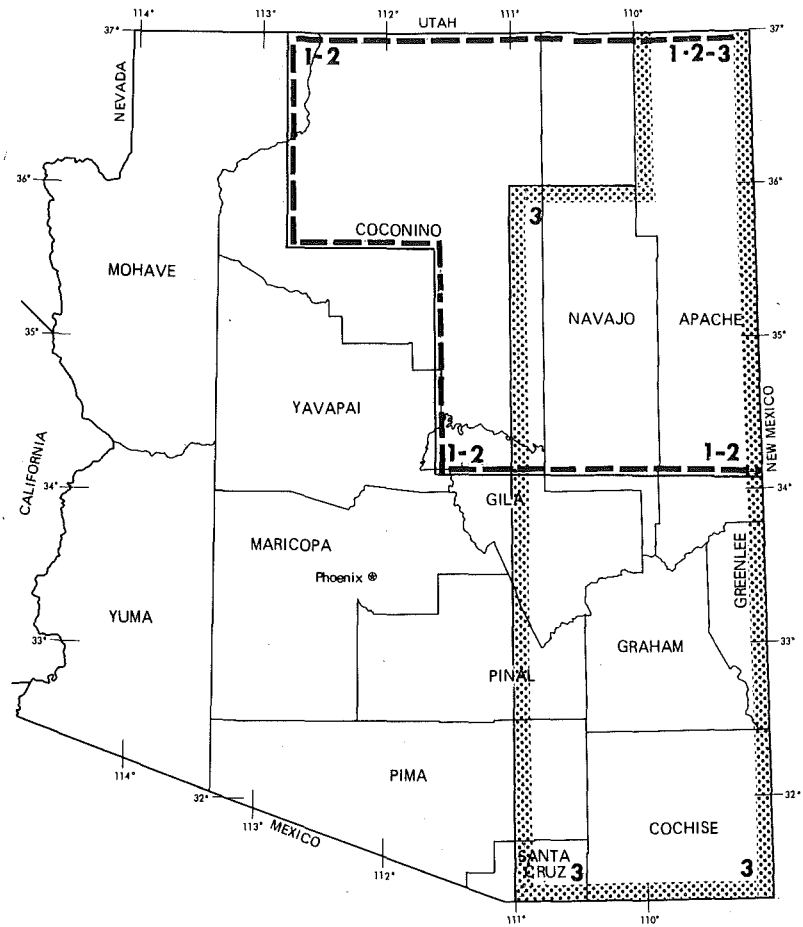 114°
113°
112°
UTAH
111°
110°
37°
37°
1-2
1·2-3
NEVADA
36°
36°
3
COCONINO
MOHAVE
NAVAJO
APACHE
35°
35°
YAVAPAI
NEW MEXICO
CALIFORNIA
1-2
1-2
34°
34°
GILA
MARICOPA
Phoenix
GREENLEE
YUMA
33°
33°
GRAHAM
PINAL
114°
PIMA
32°
32°
113°
MEXICO
COCHISE
112°
SANTA
CRUZ
3
3
111°
110°